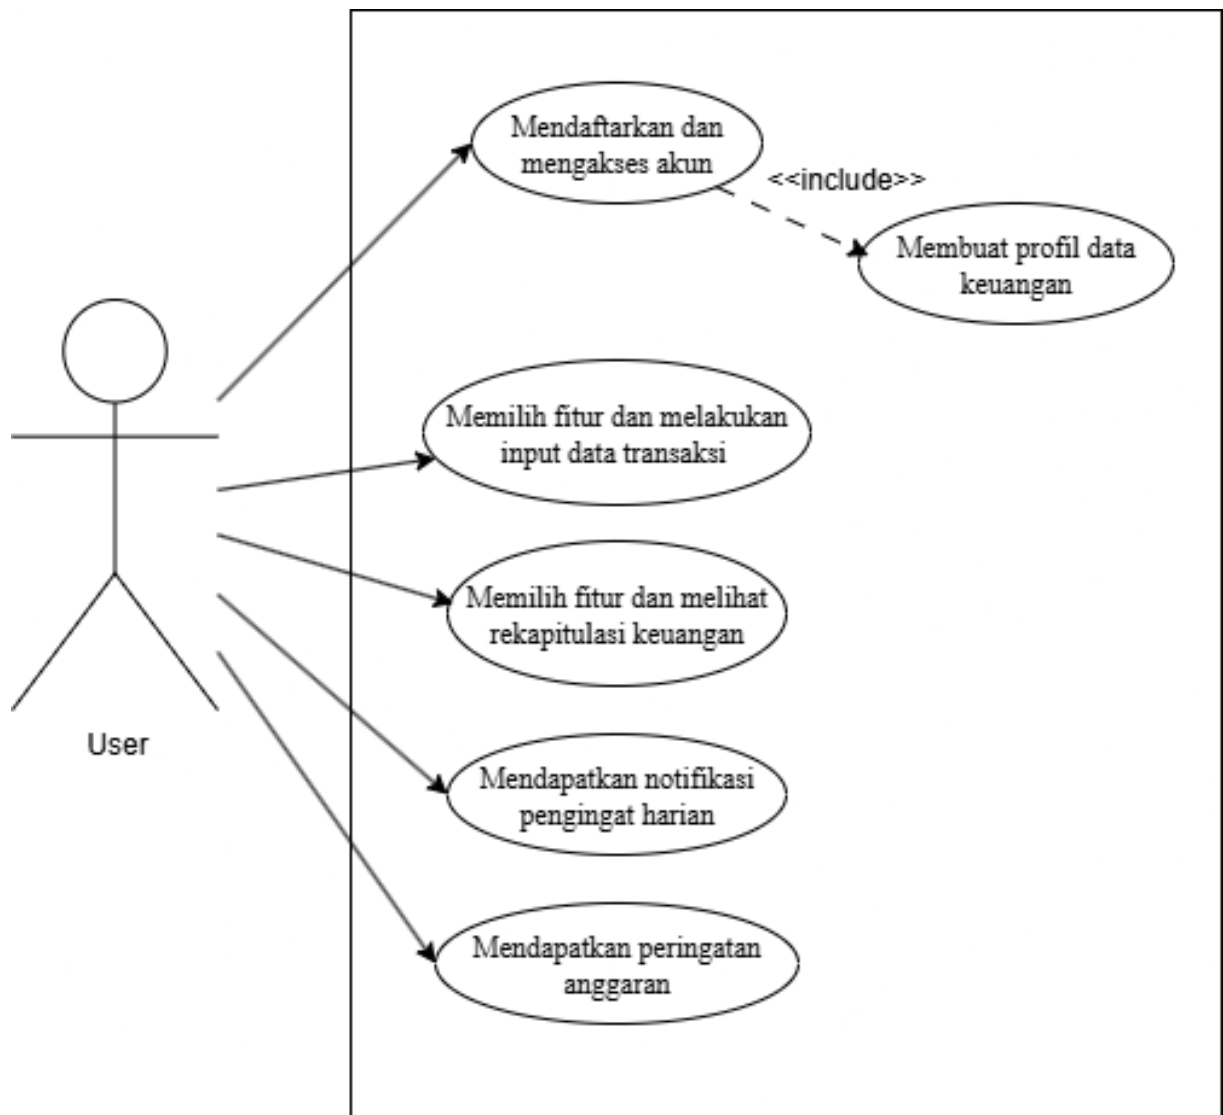 Mendaftarkan dan
mengakses akun
<<include>>
Membuat profil data
keuangan
Memilih fitur dan melakukan
input data transaksi
Memilih fitur dan melihat
rekapitulasi keuangan
User
Mendapatkan notifikasi
pengingat harian
Mendapatkan peringatan
anggaran